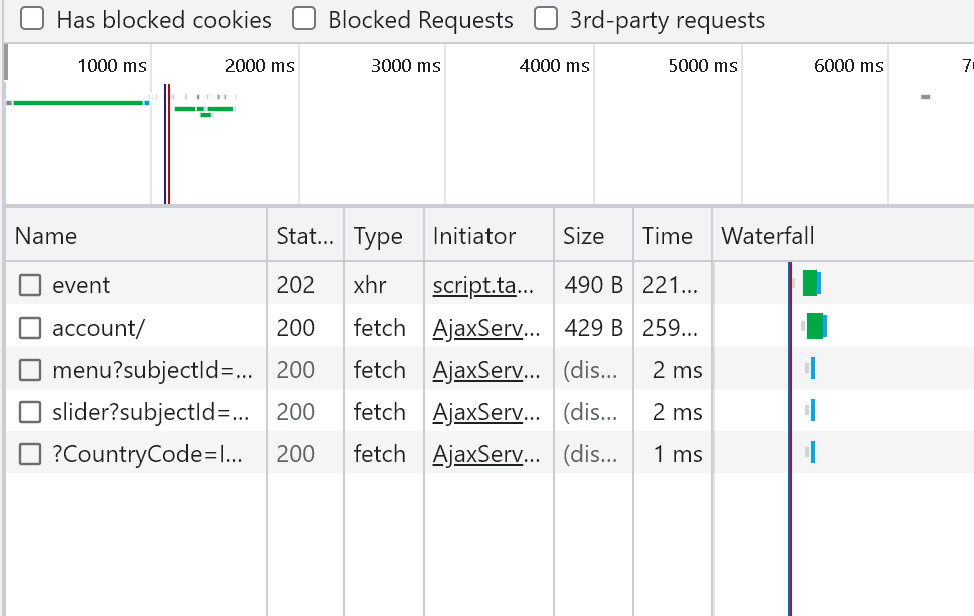 Has blocked cookies Blocked Requests 3rd-party requests
1000 ms 2000 ms 3000 ms 4000 ms 5000 ms 6000 ms 7
Name Stat... Type Initiator Size Time Waterfall
event 202 xhr script.ta... 490 B 221...
account/ 200 fetch AjaxServ... 429 B 259...
menu?subjectId=... 200 fetch AjaxServ... (dis... 2 ms
slider?subjectId=... 200 fetch AjaxServ... (dis... 2 ms
?CountryCode=I... 200 fetch AjaxServ... (dis... 1 ms